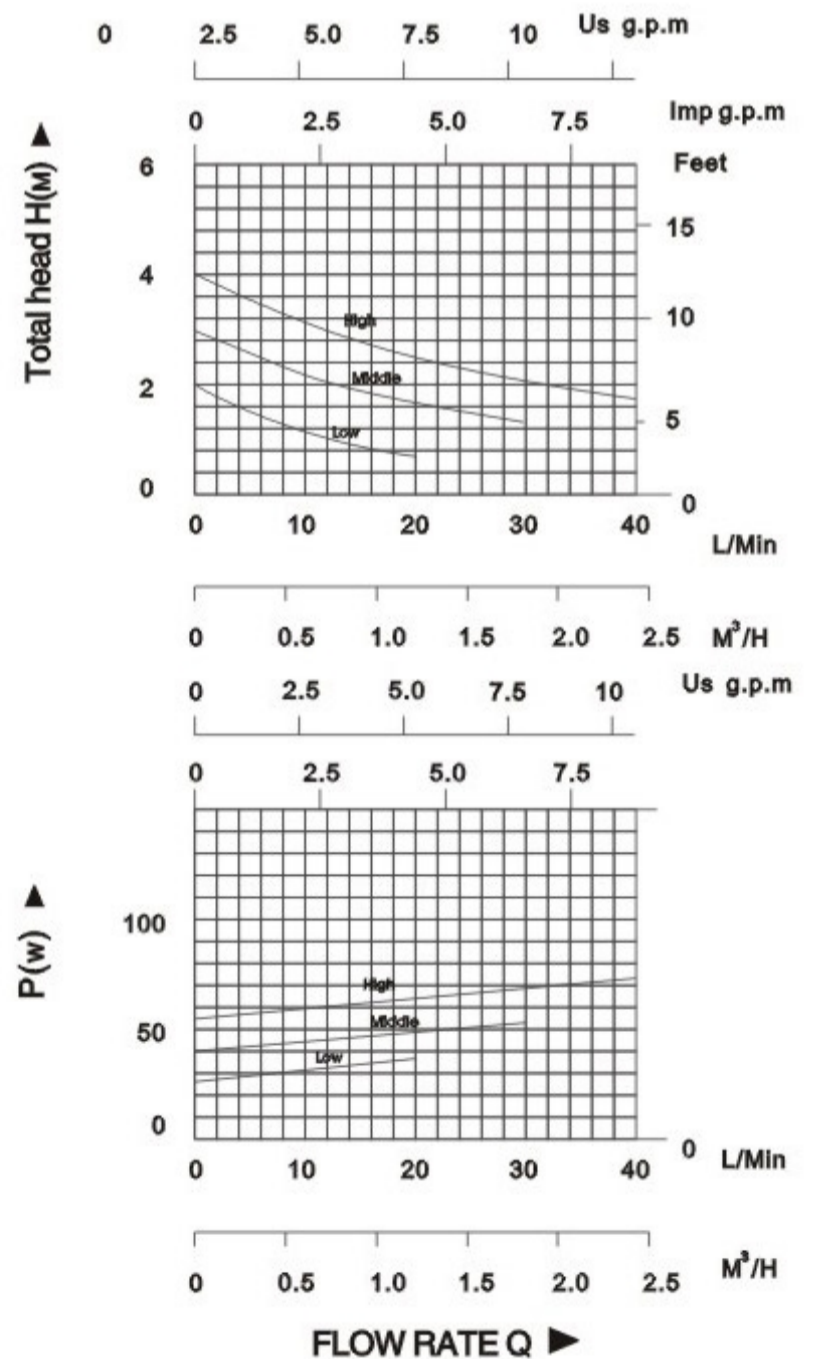 0 2.5 5.0 7.5 10 Us g.p.m
0 2.5 5.0 7.5 Imp g.p.m
Total head H(M) ▶
6
4
2
0
Feet
15
10
5
0
High
Middle
Low
0 10 20 30 40 L/Min
0 0.5 1.0 1.5 2.0 2.5 M³/H
0 2.5 5.0 7.5 10 Us g.p.m
0 2.5 5.0 7.5
P(w) ▶
100
50
0
High
Middle
Low
0
0 10 20 30 40 L/Min
0 0.5 1.0 1.5 2.0 2.5 M³/H
FLOW RATE Q ▶